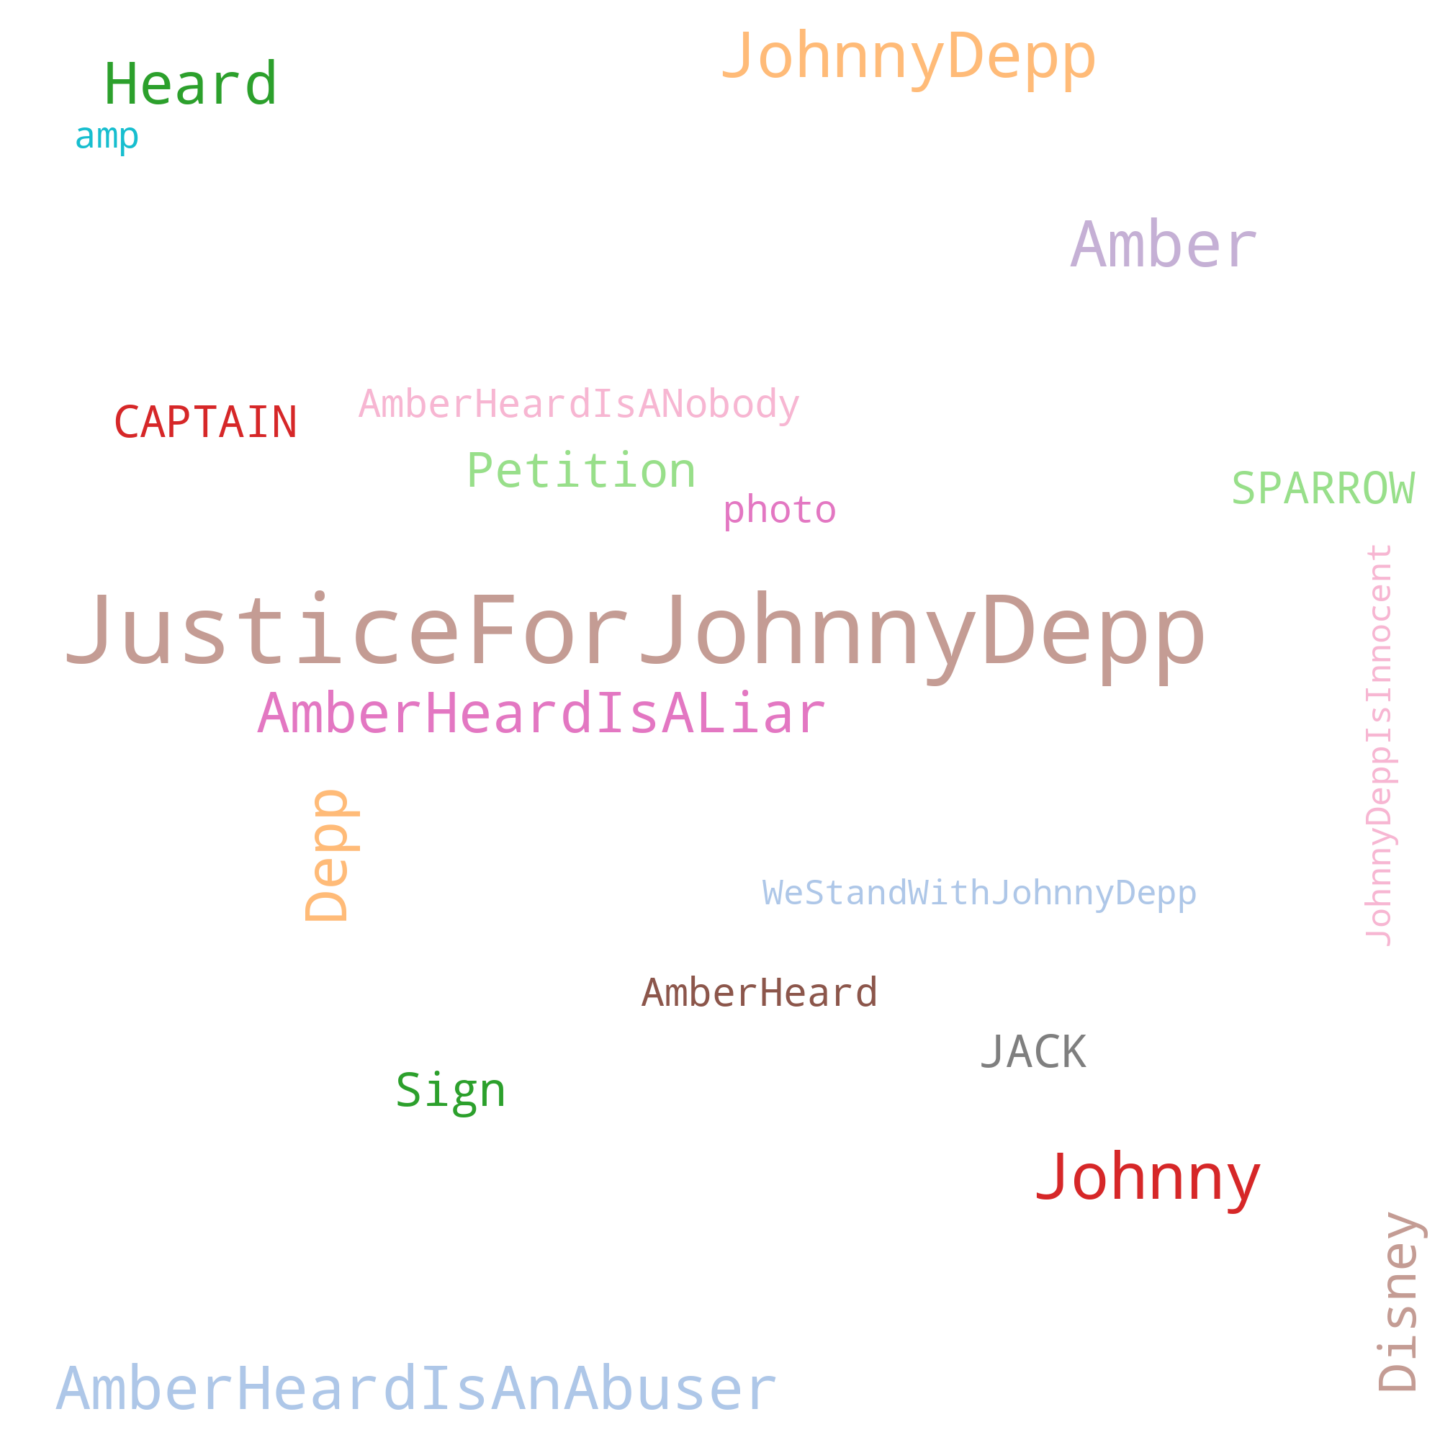 JohnnyDepp
Heard
amp
Amber
AmberHeardIsANobody
CAPTAIN
Petition
SPARROW
photo
JusticeForJohnnyDepp
JohnnyDeppIsInnocent
AmberHeardIsALiar
Depp
WeStandWithJohnnyDepp
AmberHeard
JACK
Sign
Johnny
Disney
AmberHeardIsAnAbuser